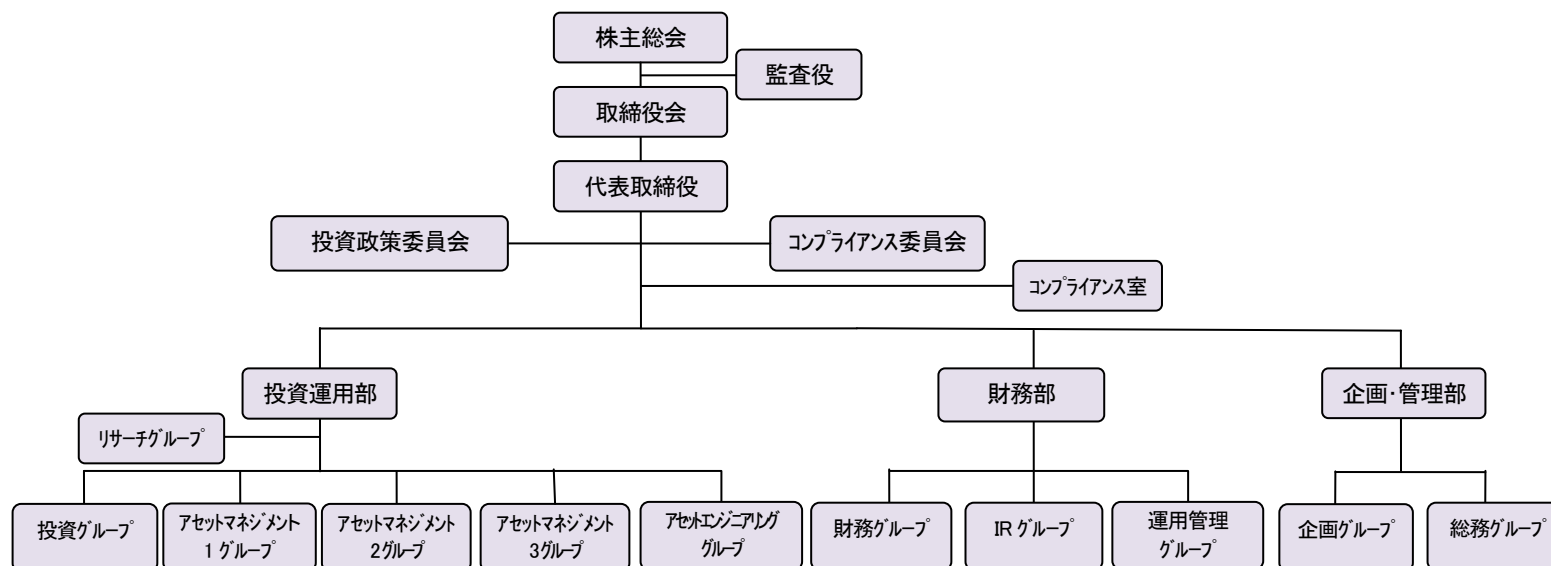 株主総会
監査役
取締役会
代表取締役
投資政策委員会
コンプライアンス委員会
コンプライアンス室
投資運用部
財務部
企画・管理部
リサーチグループ
投資グループ
アセットマネジメント
1グループ
アセットマネジメント
2グループ
アセットマネジメント
3グループ
アセットエンジニアリング
グループ
財務グループ
IRグループ
運用管理
グループ
企画グループ
総務グループ